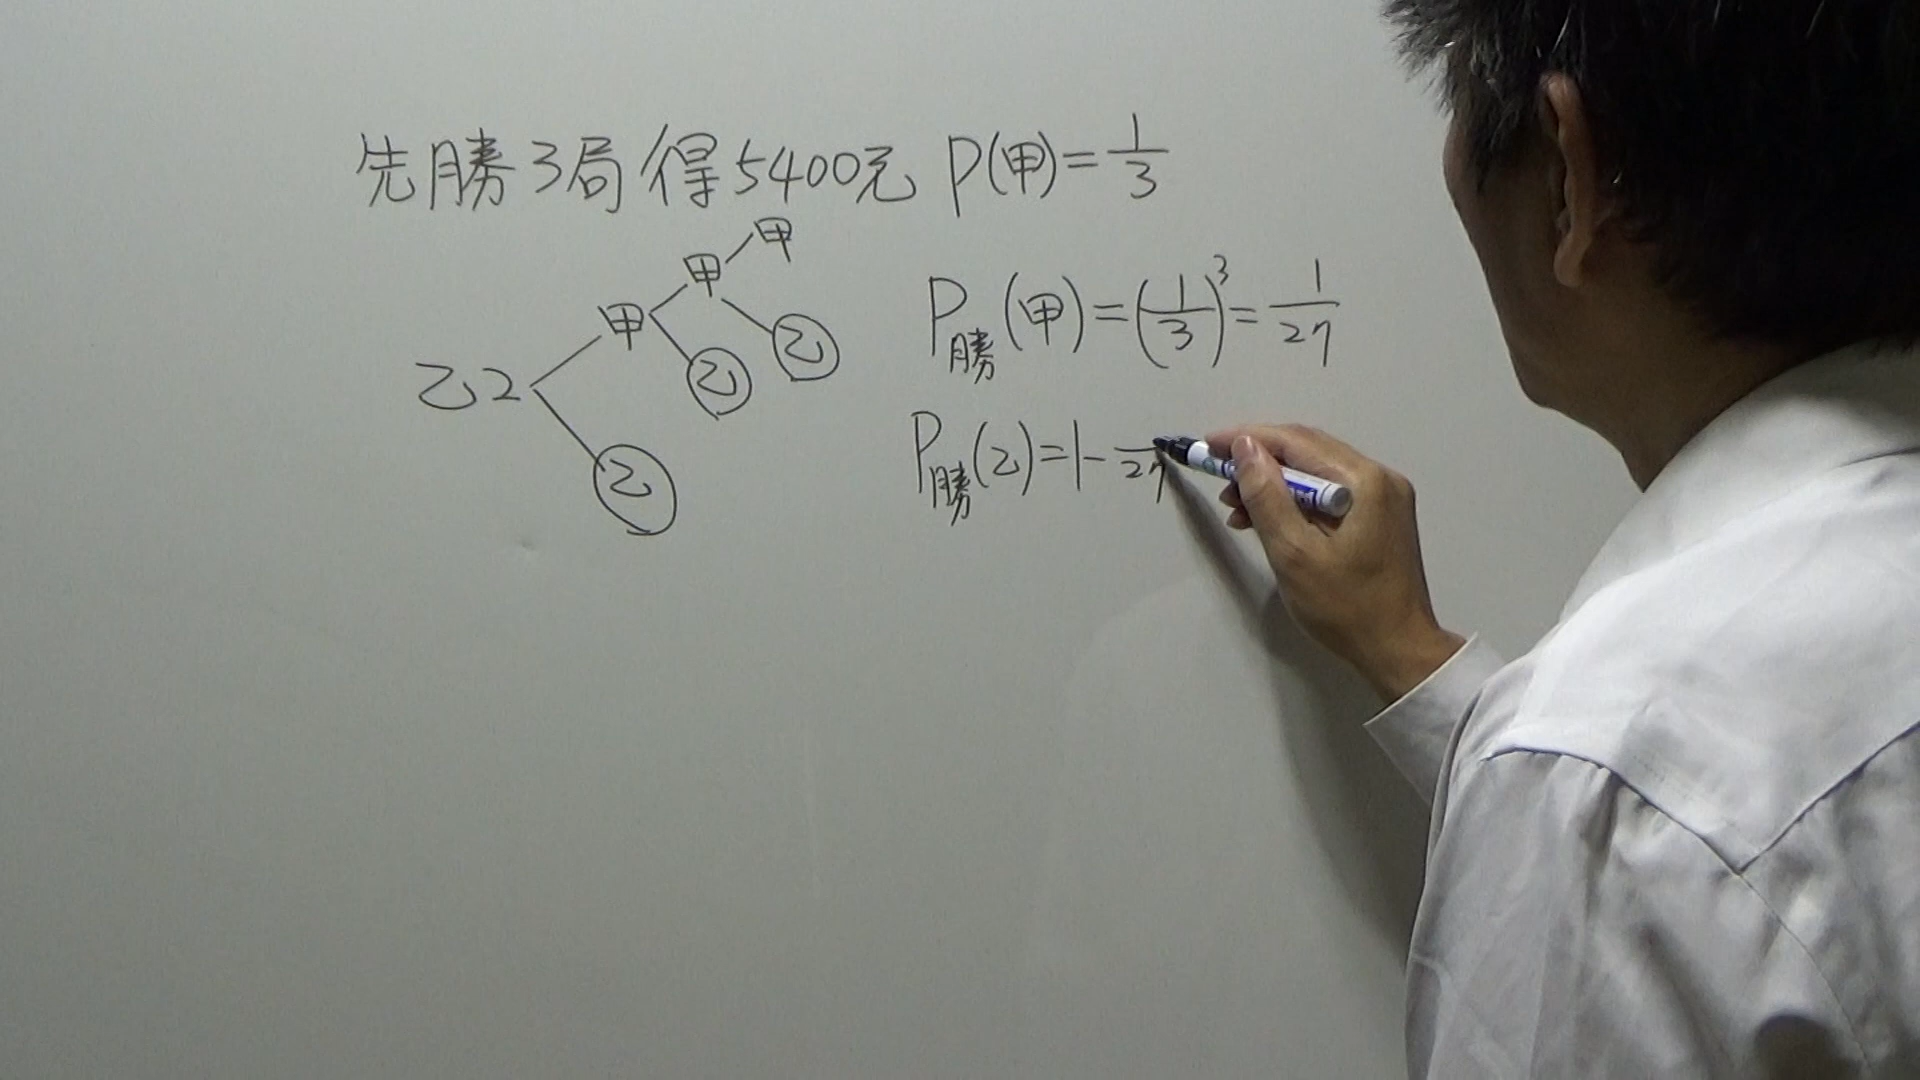 先勝3局得5400元 P(甲)=1/3
甲
甲
甲 乙
乙2 乙
乙
P勝(甲)=(1/3)³=1/27
P勝(乙)=1-/27